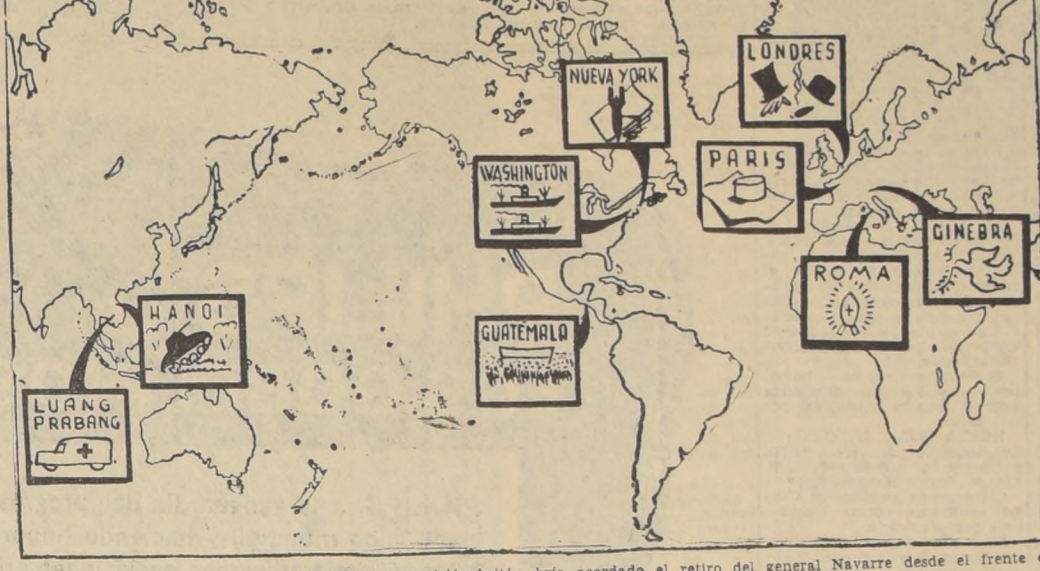 LONDRES
NUEVA YORK
PARIS
WASHINGTON
GINEBRA
ROMA
HANOI
GUATEMALA
LUANG
PRABANG
acordado el retiro del general Navarre desde el frente